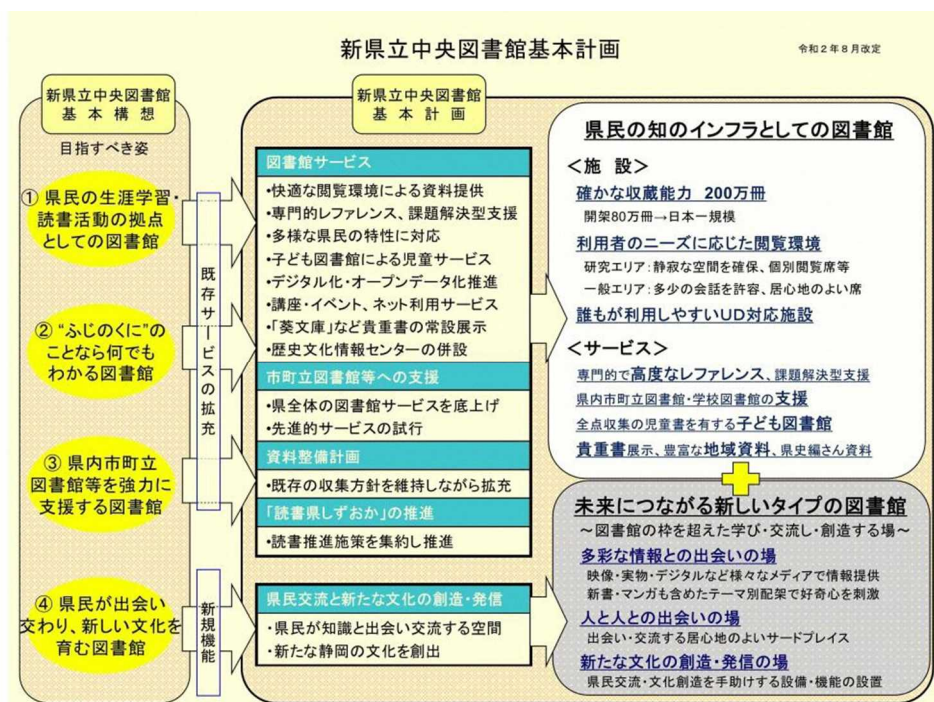 新県立中央図書館基本計画
令和2年8月改定
新県立中央図書館
基本構想
目指すべき姿
① 県民の生涯学習・
読書活動の拠点
としての図書館
② “ふじのくに”の
ことなら何でも
わかる図書館
③ 県内市町立
図書館等を強力に
支援する図書館
④ 県民が出会い
交わり、新しい文化を
育む図書館
既存サービスの拡充
新規機能
新県立中央図書館
基本計画
図書館サービス
・快適な閲覧環境による資料提供
・専門的レファレンス、課題解決型支援
・多様な県民の特性に対応
・子ども図書館による児童サービス
・デジタル化・オープンデータ化推進
・講座・イベント、ネット利用サービス
・「葵文庫」など貴重書の常設展示
・歴史文化情報センターの併設
市町立図書館等への支援
・県全体の図書館サービスを底上げ
・先進的サービスの試行
資料整備計画
・既存の収集方針を維持しながら拡充
「読書県しずおか」の推進
・読書推進施策を集約し推進
県民交流と新たな文化の創造・発信
・県民が知識と出会い交流する空間
・新たな静岡の文化を創出
県民の知のインフラとしての図書館
＜施 設＞
確かな収蔵能力 200万冊
開架80万冊→日本一規模
利用者のニーズに応じた閲覧環境
研究エリア：静寂な空間を確保、個別閲覧席等
一般エリア：多少の会話を許容、居心地のよい席
誰もが利用しやすいＵＤ対応施設
＜サービス＞
専門的で高度なレファレンス、課題解決型支援
県内市町立図書館・学校図書館の支援
全点収集の児童書を有する子ども図書館
貴重書展示、豊富な地域資料、県史編さん資料
未来につながる新しいタイプの図書館
～図書館の枠を超えた学び・交流し・創造する場～
多彩な情報との出会いの場
映像・実物・デジタルなど様々なメディアで情報提供
新書・マンガも含めたテーマ別配架で好奇心を刺激
人と人との出会いの場
出会い・交流する居心地のよいサードプレイス
新たな文化の創造・発信の場
県民交流・文化創造を手助けする設備・機能の設置